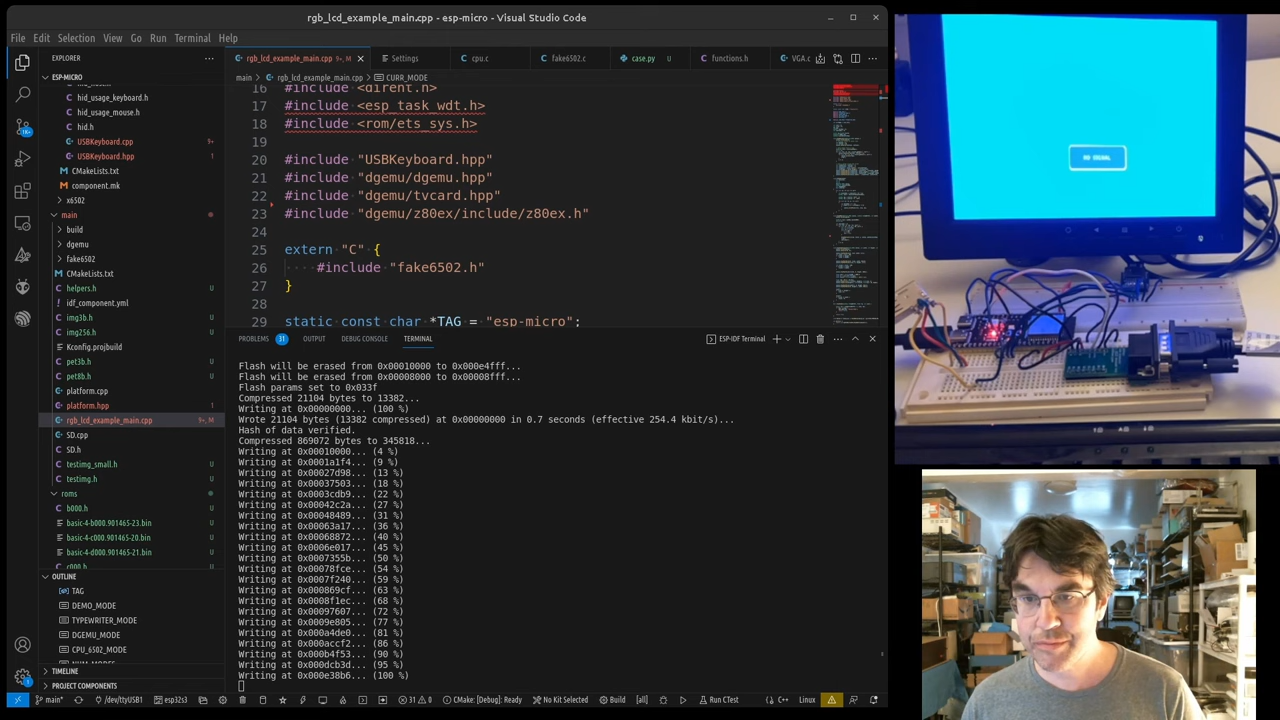 rgb_lcd_example_main.cpp - esp-micro - Visual Studio Code
File Edit Selection View Go Run Terminal Help
EXPLORER
ESP-MICRO
hid_usage_keyboard.h
hid_usage_mouse.h
hid.h
USBKeyboard.cpp 9+
USBKeyboard.hpp 1
CMakeLists.txt
component.mk
x6502
main
build
dgemu
fake6502
CMakeLists.txt
helpers.h U
idf_component.yml
img3b.h U
img256.h U
Kconfig.projbuild
pet3b.h U
pet8b.h U
platform.cpp
platform.hpp 1
rgb_lcd_example_main.cpp 9+, M
SD.cpp
SD.h
testimg_small.h U
testimg.h U
roms
b000.h U
basic-4-b000.901465-23.bin U
basic-4-c000.901465-20.bin U
basic-4-d000.901465-21.bin U
c000.h U
OUTLINE
TAG
DEMO_MODE
TYPEWRITER_MODE
DGEMU_MODE
CPU_6502_MODE
NUM_MODES
TIMELINE
PROJECT COMPONENTS
rgb_lcd_example_main.cpp 9+, M Settings cpu.c fake6502.c case.py U functions.h VGA.c
main > rgb_lcd_example_main.cpp > CURR_MODE
16 #include <dirent.h>
17 #include <esp_task_wdt.h>
18 #include <rom/ets_sys.h>
19
20 #include "USBKeyboard.hpp"
21 #include "dgemu/dgemu.hpp"
22 #include "dgemu/vcard.hpp"
23 #include "dgemu/z80ex/include/z80ex.h"
24
25 extern "C" {
26 ····#include "fake6502.h"
27 }
28
29 static const char *TAG = "esp-micro";
PROBLEMS 31 OUTPUT DEBUG CONSOLE TERMINAL ESP-IDF Terminal
Flash will be erased from 0x00010000 to 0x000e4fff...
Flash will be erased from 0x00008000 to 0x00008fff...
Flash params set to 0x033f
Compressed 21104 bytes to 13382...
Writing at 0x00000000... (100 %)
Wrote 21104 bytes (13382 compressed) at 0x00000000 in 0.7 seconds (effective 254.4 kbit/s)...
Hash of data verified.
Compressed 869072 bytes to 345818...
Writing at 0x00010000... (4 %)
Writing at 0x0001a1f4... (9 %)
Writing at 0x00027d98... (13 %)
Writing at 0x00037503... (18 %)
Writing at 0x0003cdb9... (22 %)
Writing at 0x00042c2a... (27 %)
Writing at 0x00048489... (31 %)
Writing at 0x00063a17... (36 %)
Writing at 0x00068872... (40 %)
Writing at 0x0006e017... (45 %)
Writing at 0x0007355b... (50 %)
Writing at 0x00078fce... (54 %)
Writing at 0x0007f240... (59 %)
Writing at 0x000869cf... (63 %)
Writing at 0x0008f1ec... (68 %)
Writing at 0x00097607... (72 %)
Writing at 0x0009e805... (77 %)
Writing at 0x000a4de0... (81 %)
Writing at 0x000accf2... (86 %)
Writing at 0x000b4f53... (90 %)
Writing at 0x000dcb3d... (95 %)
Writing at 0x000e38b6... (100 %)
main* /dev/ttyUSB1 esp32s3 31 0 CMake: [Debug]: Ready No Kit Selected Build [all] Run CTest C++ Linux
NO SIGNAL